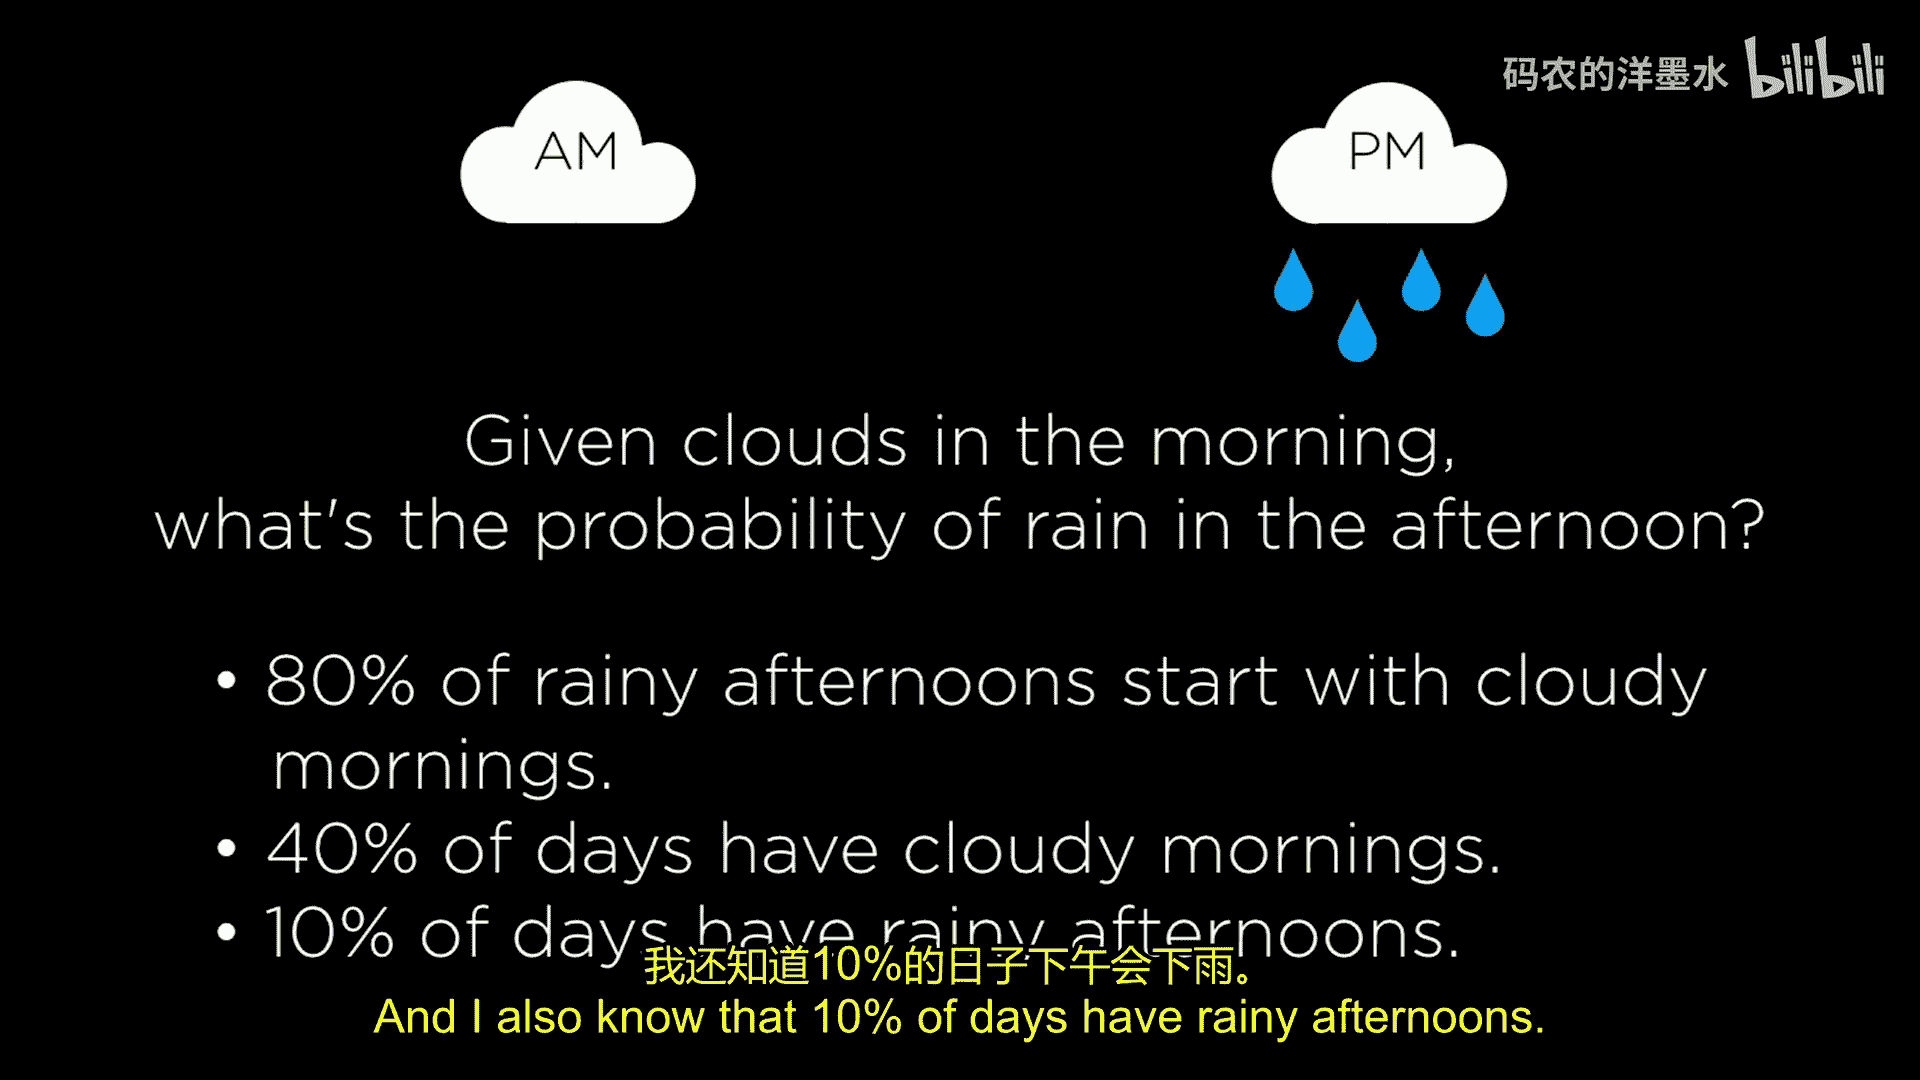 码农的洋墨水 bilibili
AM
PM
Given clouds in the morning,
what's the probability of rain in the afternoon?
• 80% of rainy afternoons start with cloudy
mornings.
• 40% of days have cloudy mornings.
• 10% of days have rainy afternoons.
我还知道10%的日子下午会下雨。
And I also know that 10% of days have rainy afternoons.